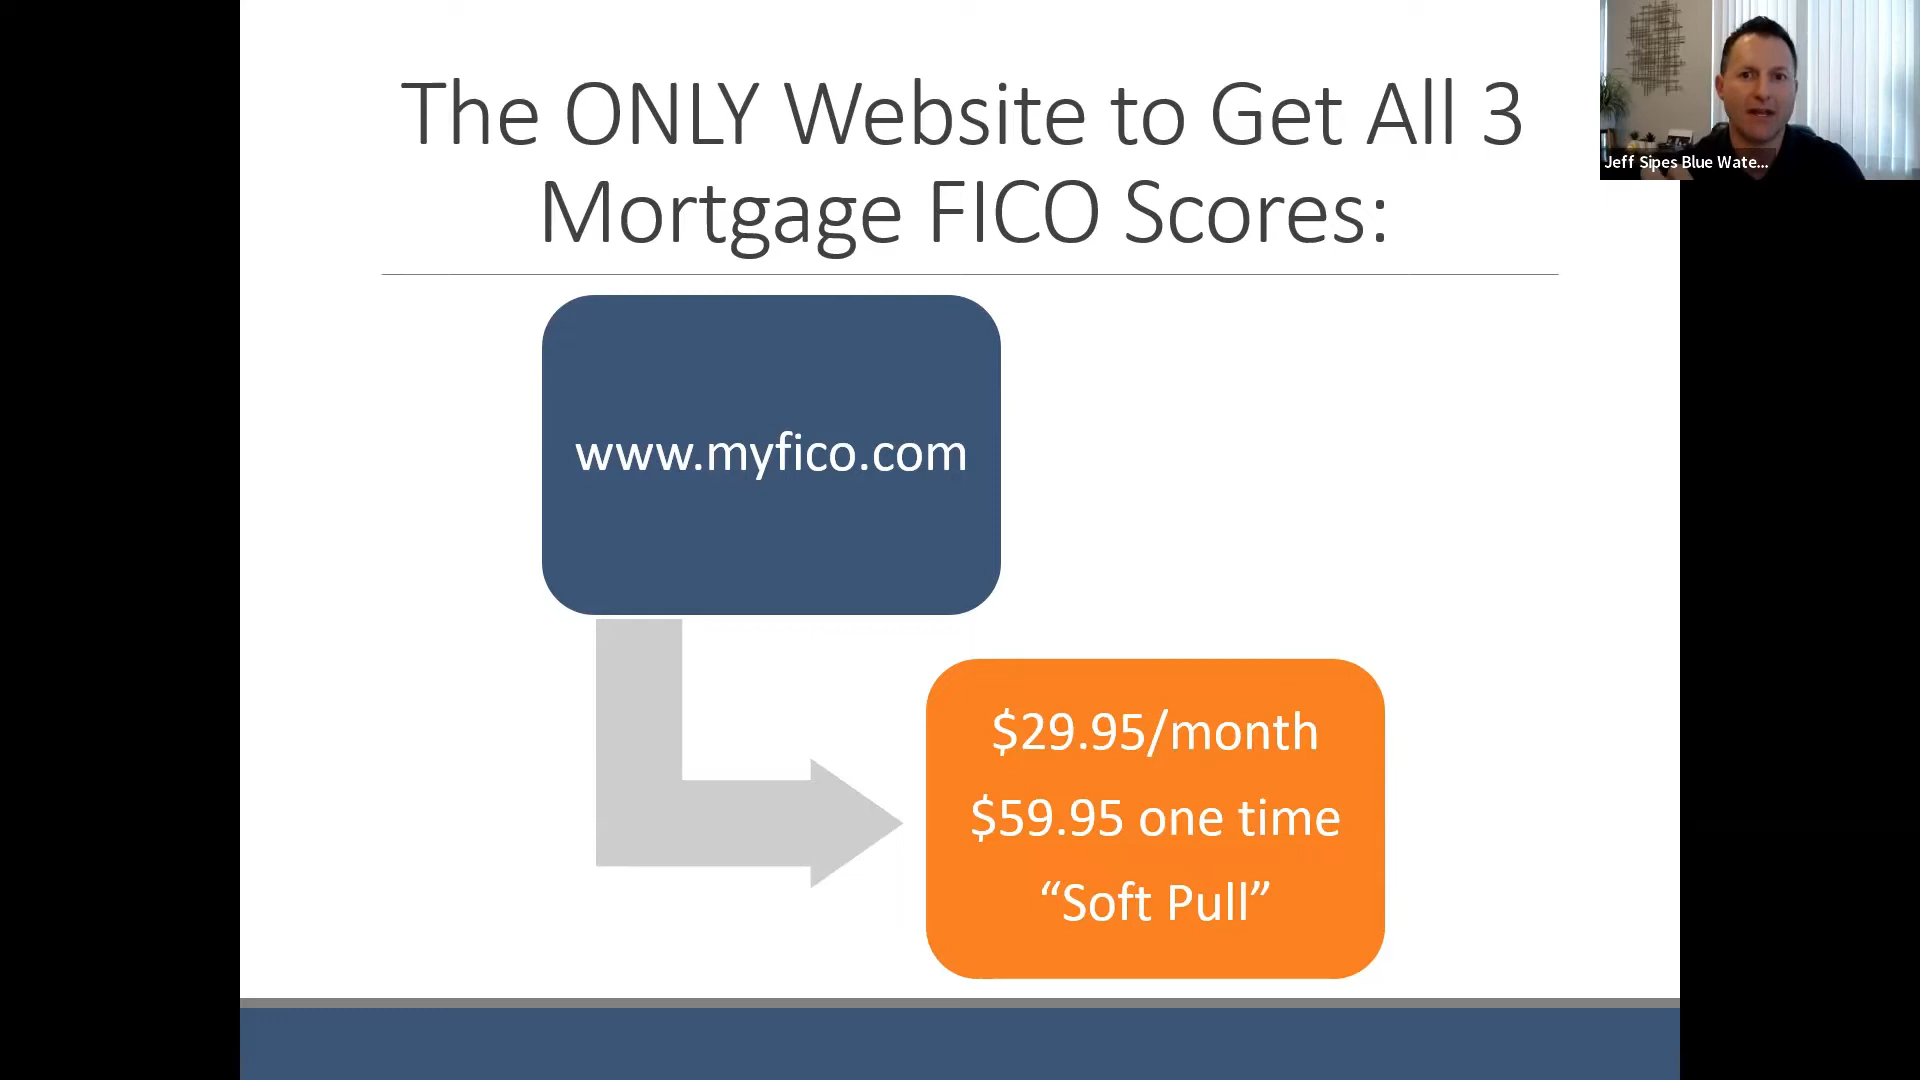 The ONLY Website to Get All 3
Mortgage FICO Scores:
Jeff Sipes Blue Wate...
www.myfico.com
$29.95/month
$59.95 one time
“Soft Pull”